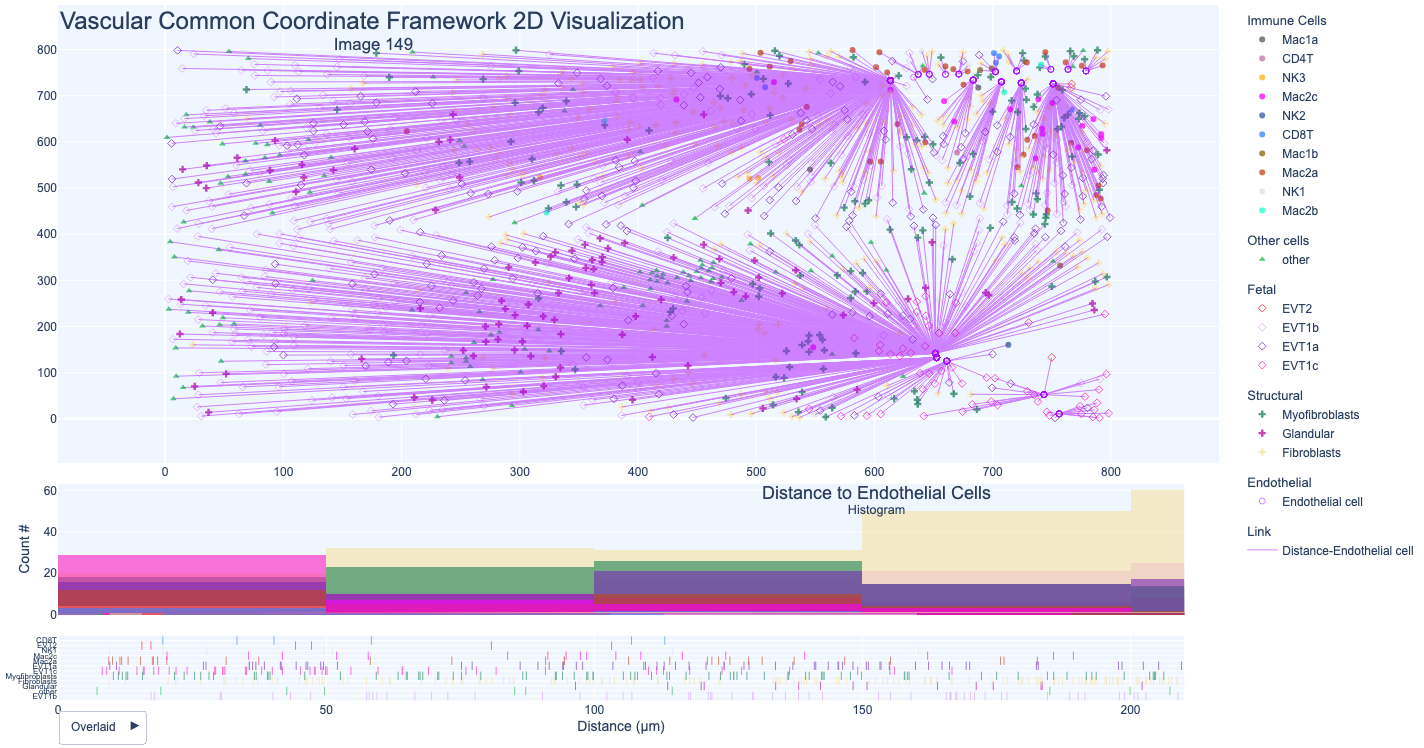 Vascular Common Coordinate Framework 2D Visualization
Image 149
800
700
600
500
400
300
200
100
0
0 100 200 300 400 500 600 700 800
Immune Cells
Mac1a
CD4T
NK3
Mac2c
NK2
CD8T
Mac1b
Mac2a
NK1
Mac2b
Other cells
other
Fetal
EVT2
EVT1b
EVT1a
EVT1c
Structural
Myofibroblasts
Glandular
Fibroblasts
Endothelial
Endothelial cell
Link
Distance-Endothelial cell
Distance to Endothelial Cells
Histogram
Count #
60
40
20
0
CD8T
EVT2
NK1
Mac2c
Mac2a
EVT1a
Myofibroblasts
Fibroblasts
Glandular
other
EVT1b
0 50 100 150 200
Distance (μm)
Overlaid ▶